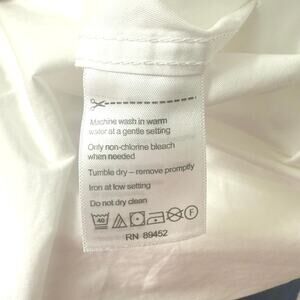 Machine wash in warm
water at a gentle setting
Only non-chlorine bleach
when needed
Tumble dry – remove promptly
Iron at low setting
Do not dry clean
40
F
RN 89452